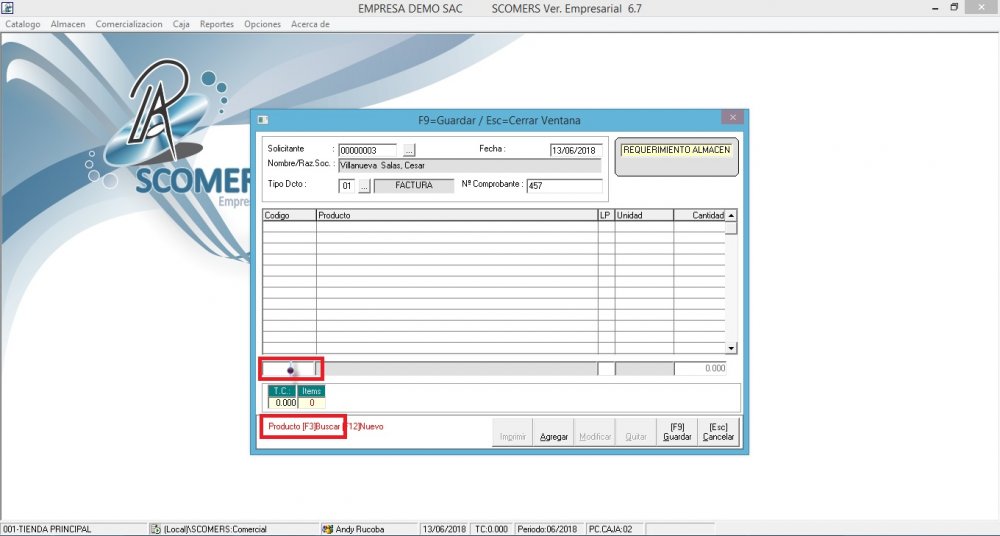 EMPRESA DEMO SAC SCOMERS Ver. Empresarial 6.7
Catalogo Almacen Comercializacion Caja Reportes Opciones Acerca de
F9=Guardar / Esc=Cerrar Ventana
Solicitante : 00000003 ... Fecha : 13/06/2018 REQUERIMIENTO ALMACEN
Nombre/Raz.Soc. : Villanueva Salas, Cesar
Tipo Dcto : 01 ... FACTURA Nº Comprobante : 457
SCOMER
Empre
Codigo Producto LP Unidad Cantidad
0.000
T.C.: Items
0.000 0
Producto [F3]Buscar [F12]Nuevo
Imprimir Agregar Modificar Quitar [F9] Guardar [Esc] Cancelar
001-TIENDA PRINCIPAL (Local)\SCOMERS:Comercial Andy Rucoba 13/06/2018 TC:0.000 Periodo:06/2018 PC.CAJA:02